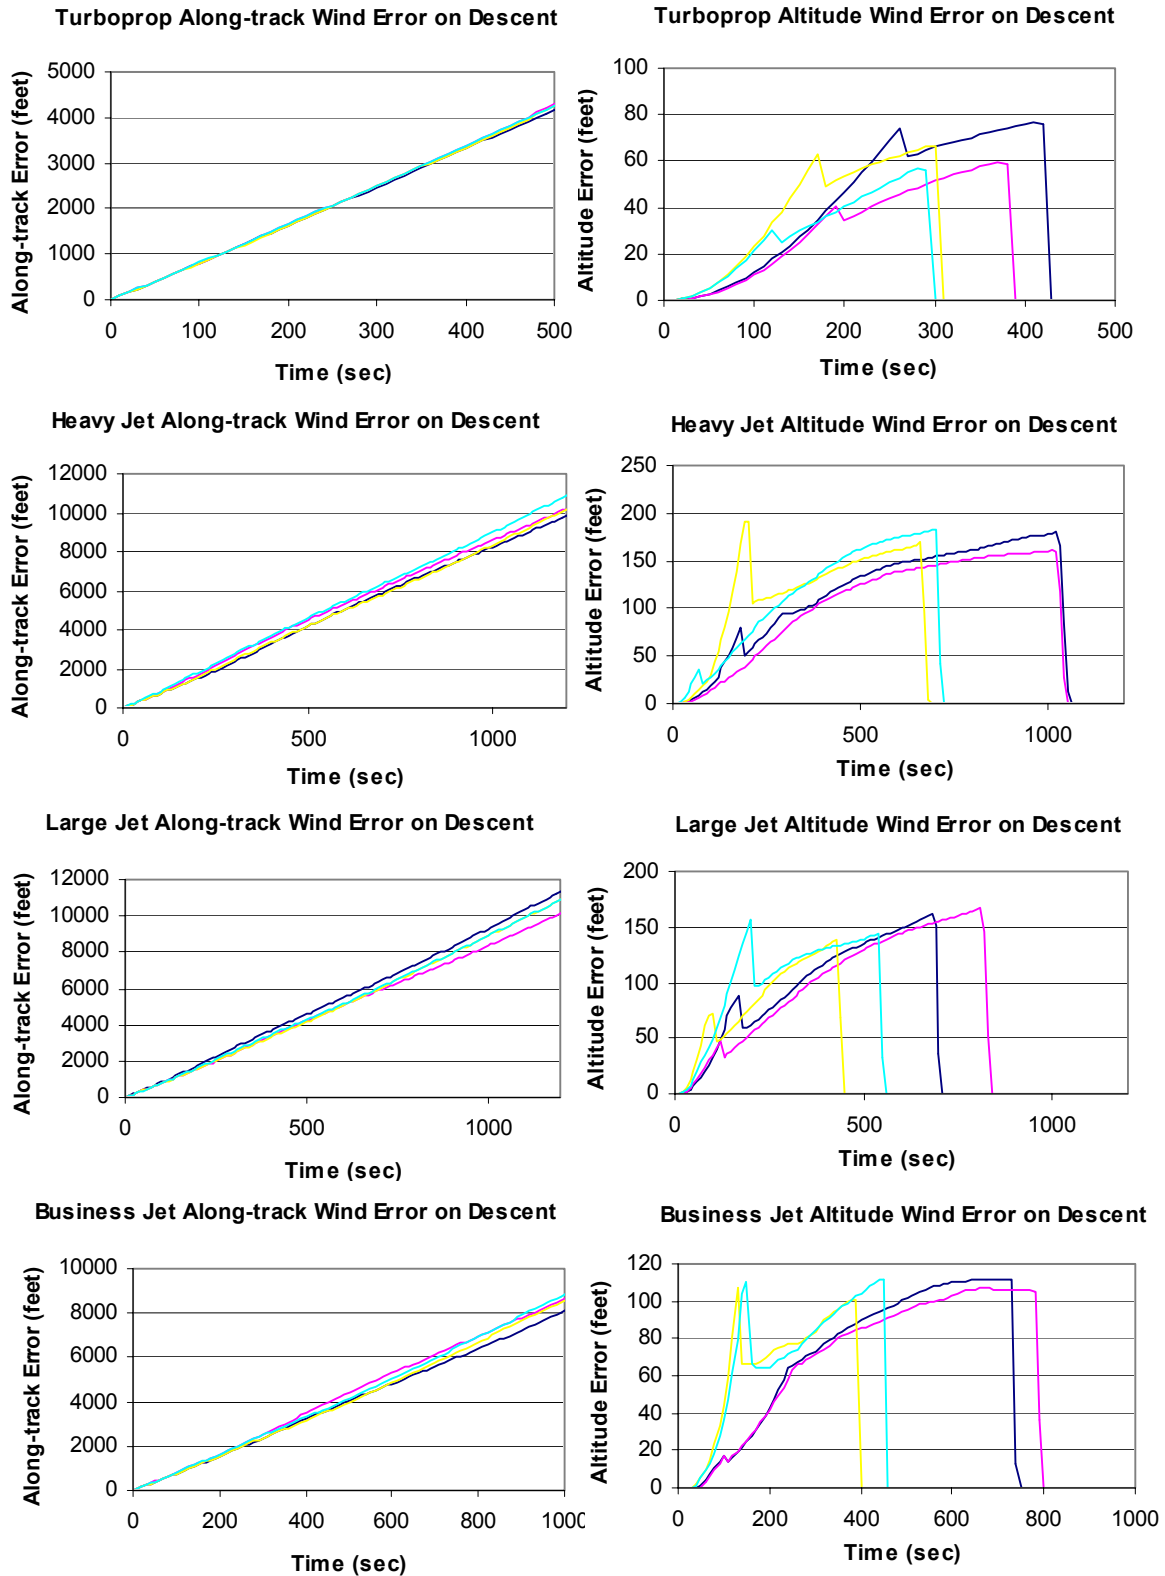 Turboprop Along-track Wind Error on Descent
Along-track Error (feet)
5000
4000
3000
2000
1000
0
0 100 200 300 400 500
Time (sec)
Turboprop Altitude Wind Error on Descent
Altitude Error (feet)
100
80
60
40
20
0
0 100 200 300 400 500
Time (sec)
Heavy Jet Along-track Wind Error on Descent
Along-track Error (feet)
12000
10000
8000
6000
4000
2000
0
0 500 1000
Time (sec)
Heavy Jet Altitude Wind Error on Descent
Altitude Error (feet)
250
200
150
100
50
0
0 500 1000
Time (sec)
Large Jet Along-track Wind Error on Descent
Along-track Error (feet)
12000
10000
8000
6000
4000
2000
0
0 500 1000
Time (sec)
Large Jet Altitude Wind Error on Descent
Altitude Error (feet)
200
150
100
50
0
0 500 1000
Time (sec)
Business Jet Along-track Wind Error on Descent
Along-track Error (feet)
10000
8000
6000
4000
2000
0
0 200 400 600 800 1000
Time (sec)
Business Jet Altitude Wind Error on Descent
Altitude Error (feet)
120
100
80
60
40
20
0
0 200 400 600 800 1000
Time (sec)